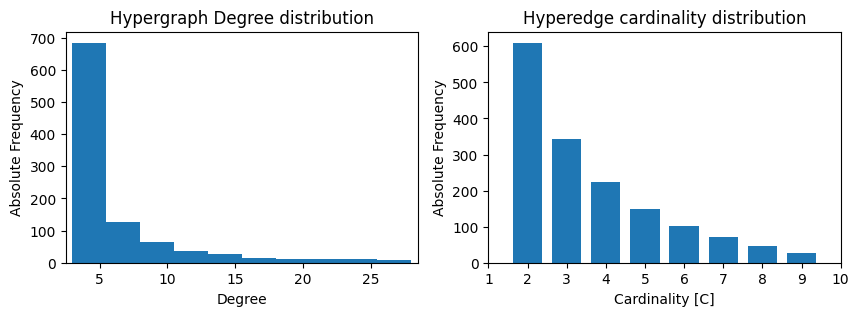 Hypergraph Degree distribution
Absolute Frequency
700
600
500
400
300
200
100
0
5 10 15 20 25
Degree
Hyperedge cardinality distribution
Absolute Frequency
600
500
400
300
200
100
0
1 2 3 4 5 6 7 8 9 10
Cardinality [C]